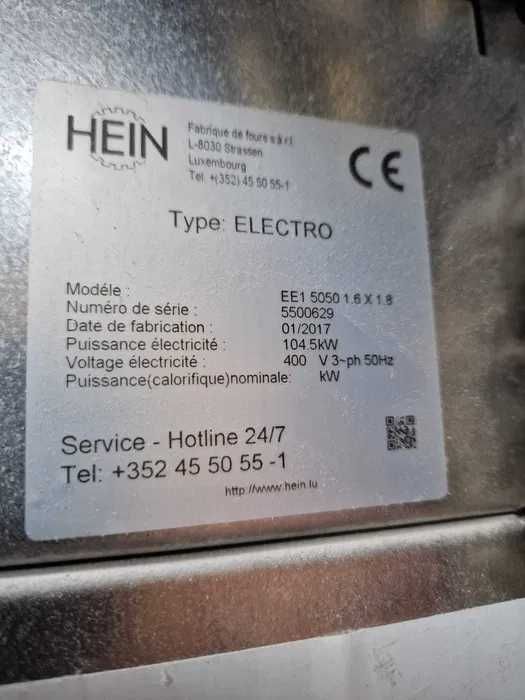 HEIN
Fabrique de fours s.à r.l.
L-8030 Strassen
Luxembourg
Tel. +(352) 45 50 55-1
CE
Type: ELECTRO
Modéle : EE1 5050 1.6 X 1.8
Numéro de série : 5500629
Date de fabrication : 01/2017
Puissance électricité : 104.5kW
Voltage électricité : 400 V 3~ph 50Hz
Puissance(calorifique)nominale: kW
Service - Hotline 24/7
Tel: +352 45 50 55 -1
http://www.hein.lu